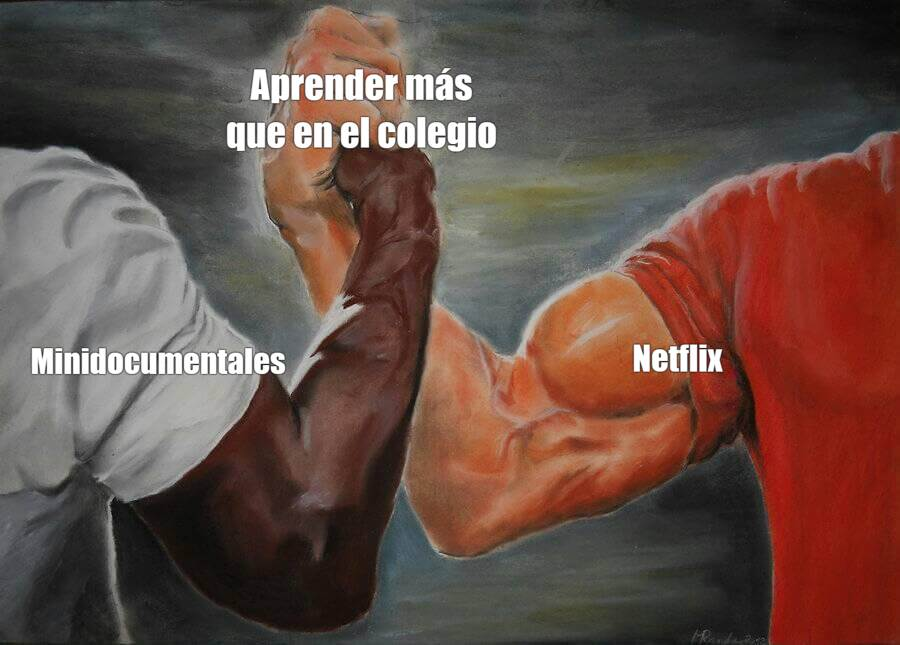 Aprender más
que en el colegio
Minidocumentales
Netflix